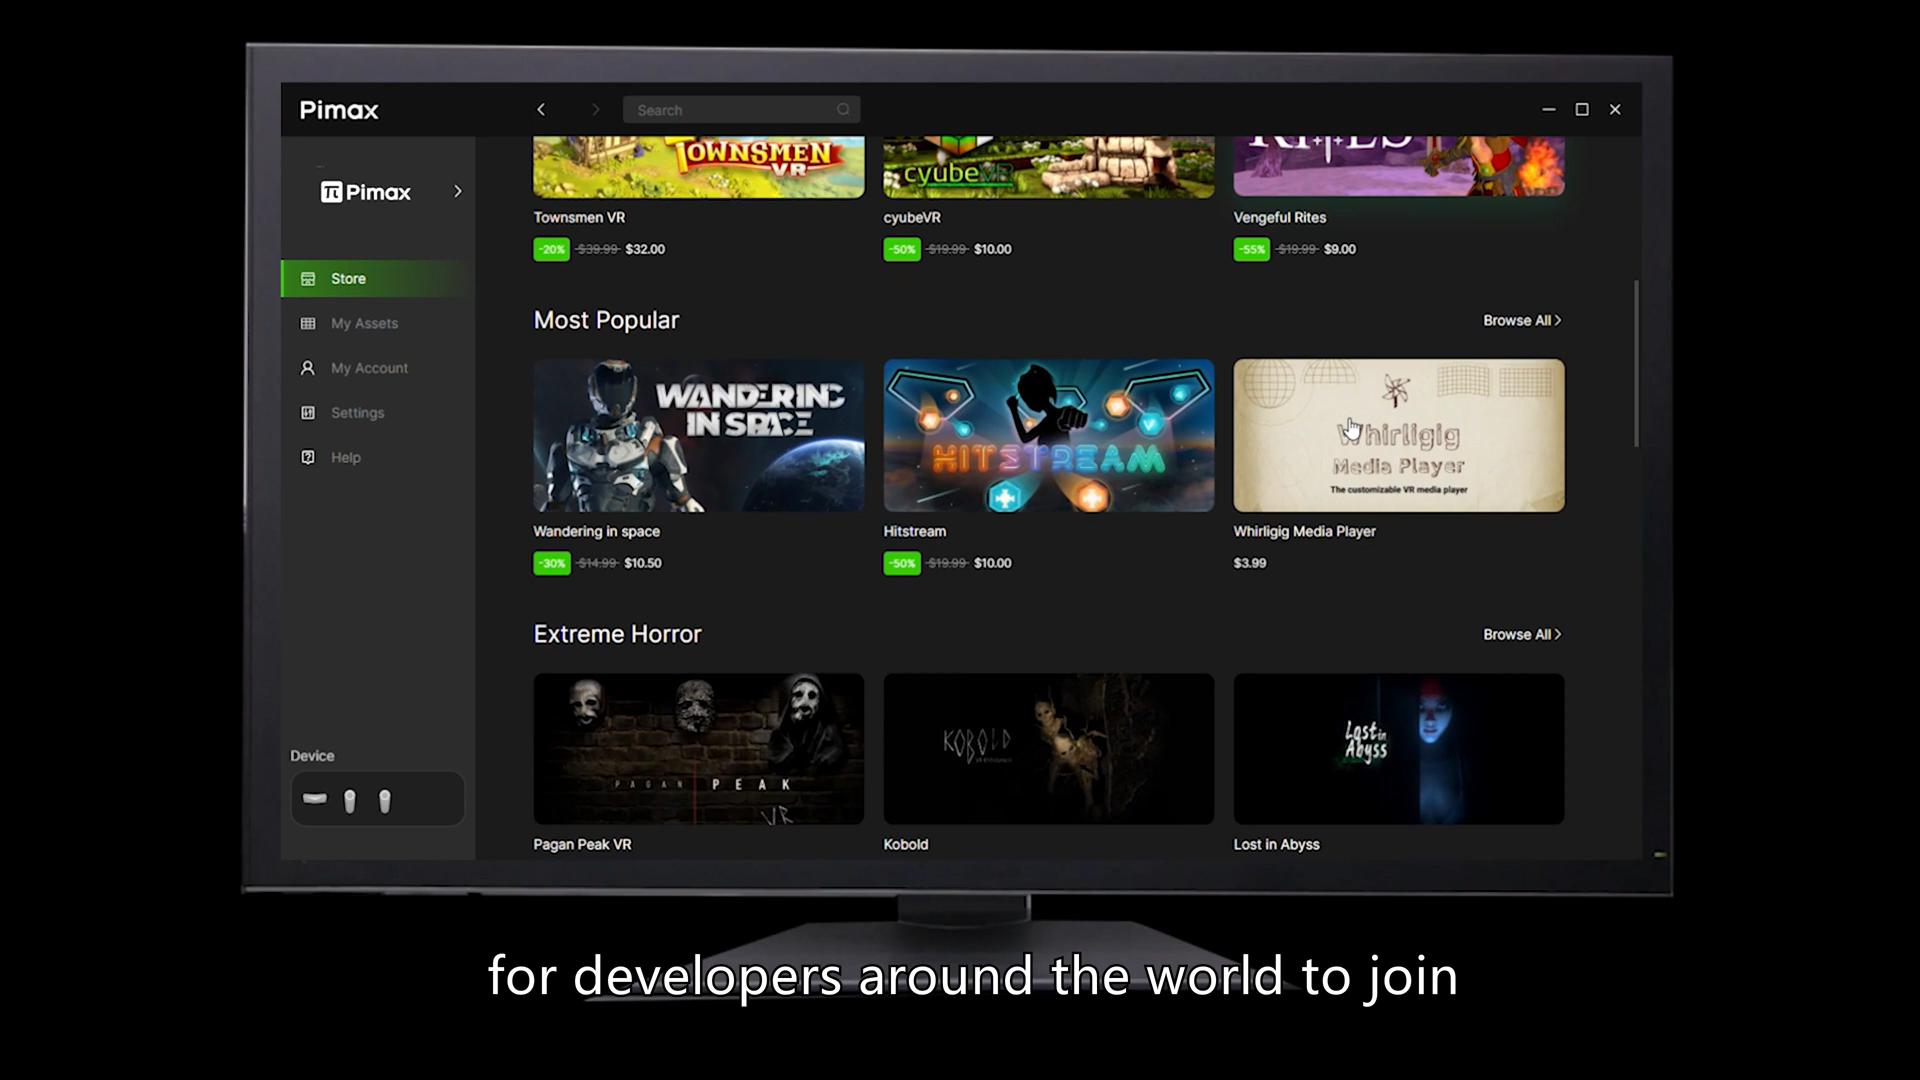 Pimax
Search
Pimax
Store
My Assets
My Account
Settings
Help
Device
TOWNSMEN
VR
cyubeVR
RITES
Townsmen VR
cyubeVR
Vengeful Rites
-20% $39.99 $32.00
-50% $19.99 $10.00
-55% $19.99 $9.00
Most Popular
Browse All
WANDERING
IN SPACE
HITSTREAM
Whirligig
Media Player
The customizable VR media player
Wandering in space
Hitstream
Whirligig Media Player
-30% $14.99 $10.50
-50% $19.99 $10.00
$3.99
Extreme Horror
Browse All
PAGAN PEAK
VR
KOBOLD
Lost in
Abyss
Pagan Peak VR
Kobold
Lost in Abyss
for developers around the world to join